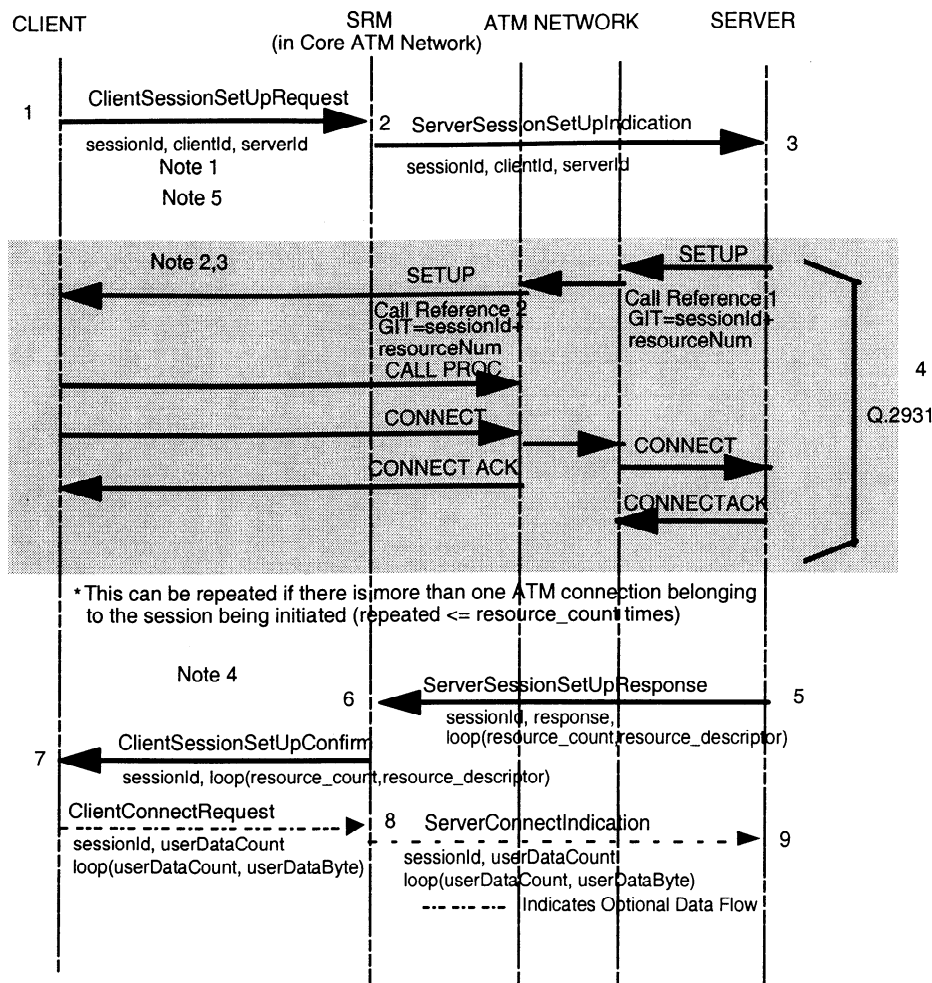 CLIENT
SRM
(in Core ATM Network)
ATM NETWORK
SERVER
1
ClientSessionSetUpRequest
sessionId, clientId, serverId
Note 1
Note 5
2
ServerSessionSetUpIndication
sessionId, clientId, serverId
3
Note 2,3
SETUP
SETUP
Call Reference 2
GIT=sessionId+
resourceNum
Call Reference 1
GIT=sessionId+
resourceNum
CALL PROC
4
Q.2931
CONNECT
CONNECT
CONNECT ACK
CONNECTACK
* This can be repeated if there is more than one ATM connection belonging
to the session being initiated (repeated <= resource_count times)
Note 4
6
ServerSessionSetUpResponse
5
sessionId, response,
loop(resource_count,resource_descriptor)
7
ClientSessionSetUpConfirm
sessionId, loop(resource_count,resource_descriptor)
ClientConnectRequest
sessionId, userDataCount
loop(userDataCount, userDataByte)
8
ServerConnectIndication
9
sessionId, userDataCount
loop(userDataCount, userDataByte)
Indicates Optional Data Flow